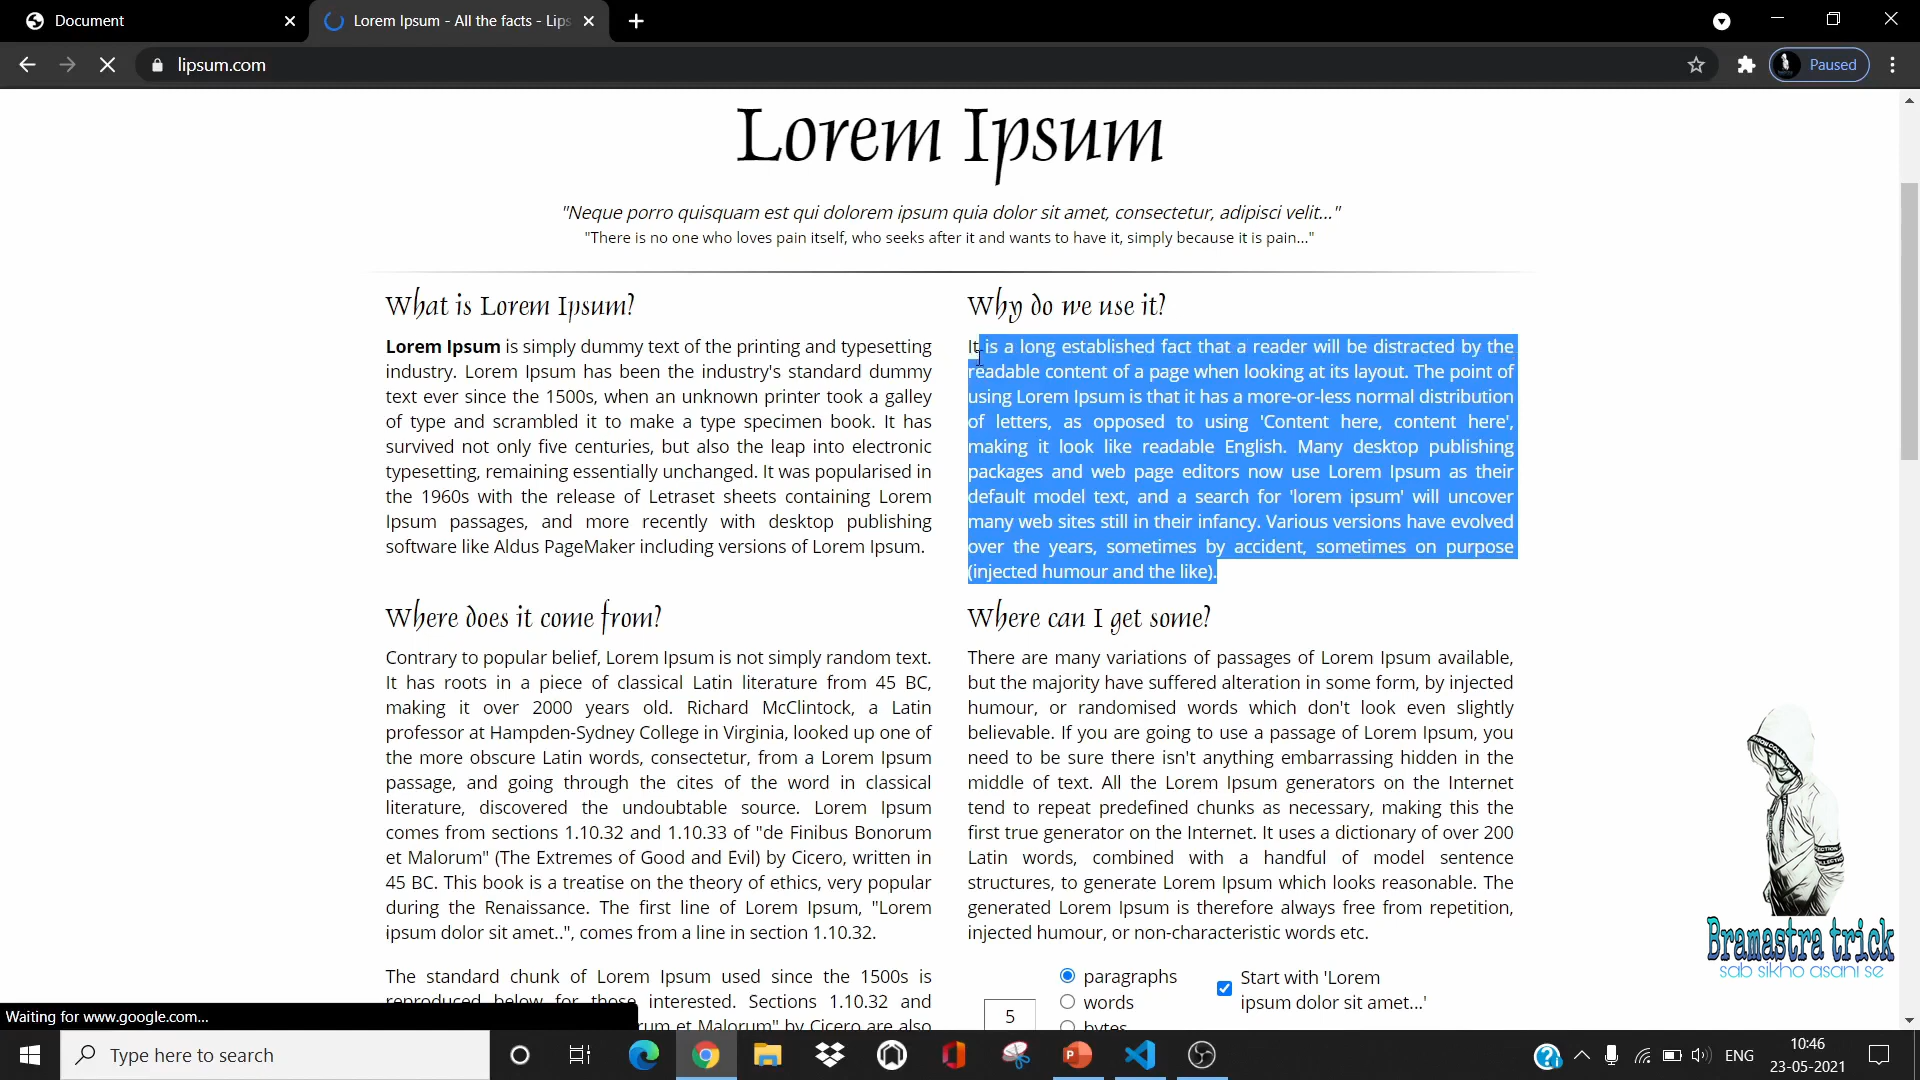 Document
Lorem Ipsum - All the facts - Lips
lipsum.com
Paused
Lorem Ipsum
"Neque porro quisquam est qui dolorem ipsum quia dolor sit amet, consectetur, adipisci velit..."
"There is no one who loves pain itself, who seeks after it and wants to have it, simply because it is pain..."
What is Lorem Ipsum?
Lorem Ipsum is simply dummy text of the printing and typesetting
industry. Lorem Ipsum has been the industry's standard dummy
text ever since the 1500s, when an unknown printer took a galley
of type and scrambled it to make a type specimen book. It has
survived not only five centuries, but also the leap into electronic
typesetting, remaining essentially unchanged. It was popularised in
the 1960s with the release of Letraset sheets containing Lorem
Ipsum passages, and more recently with desktop publishing
software like Aldus PageMaker including versions of Lorem Ipsum.
Why do we use it?
It is a long established fact that a reader will be distracted by the
readable content of a page when looking at its layout. The point of
using Lorem Ipsum is that it has a more-or-less normal distribution
of letters, as opposed to using 'Content here, content here',
making it look like readable English. Many desktop publishing
packages and web page editors now use Lorem Ipsum as their
default model text, and a search for 'lorem ipsum' will uncover
many web sites still in their infancy. Various versions have evolved
over the years, sometimes by accident, sometimes on purpose
(injected humour and the like).
Where does it come from?
Contrary to popular belief, Lorem Ipsum is not simply random text.
It has roots in a piece of classical Latin literature from 45 BC,
making it over 2000 years old. Richard McClintock, a Latin
professor at Hampden-Sydney College in Virginia, looked up one of
the more obscure Latin words, consectetur, from a Lorem Ipsum
passage, and going through the cites of the word in classical
literature, discovered the undoubtable source. Lorem Ipsum
comes from sections 1.10.32 and 1.10.33 of "de Finibus Bonorum
et Malorum" (The Extremes of Good and Evil) by Cicero, written in
45 BC. This book is a treatise on the theory of ethics, very popular
during the Renaissance. The first line of Lorem Ipsum, "Lorem
ipsum dolor sit amet..", comes from a line in section 1.10.32.
The standard chunk of Lorem Ipsum used since the 1500s is
reproduced below for those interested. Sections 1.10.32 and
rum et Malorum" by Cicero are also
Where can I get some?
There are many variations of passages of Lorem Ipsum available,
but the majority have suffered alteration in some form, by injected
humour, or randomised words which don't look even slightly
believable. If you are going to use a passage of Lorem Ipsum, you
need to be sure there isn't anything embarrassing hidden in the
middle of text. All the Lorem Ipsum generators on the Internet
tend to repeat predefined chunks as necessary, making this the
first true generator on the Internet. It uses a dictionary of over 200
Latin words, combined with a handful of model sentence
structures, to generate Lorem Ipsum which looks reasonable. The
generated Lorem Ipsum is therefore always free from repetition,
injected humour, or non-characteristic words etc.
5
paragraphs
words
bytes
Start with 'Lorem
ipsum dolor sit amet...'
Bramastra trick
sab sikho asani se
Waiting for www.google.com...
Type here to search
ENG
10:46
23-05-2021